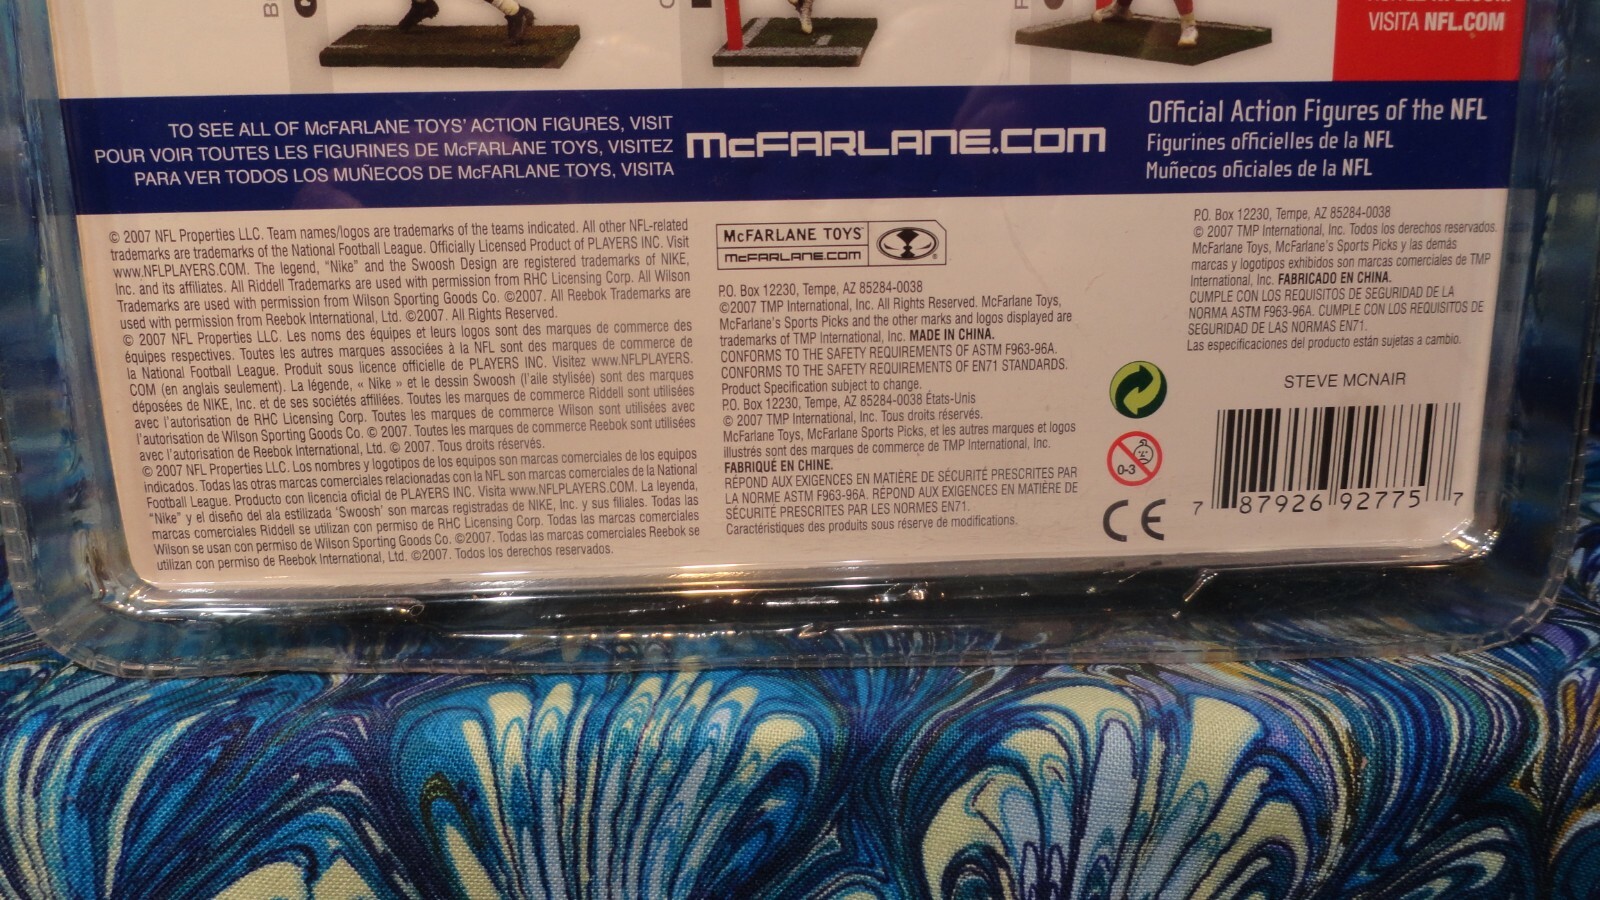 VISITA NFL.COM
TO SEE ALL OF McFARLANE TOYS' ACTION FIGURES, VISIT
POUR VOIR TOUTES LES FIGURINES DE McFARLANE TOYS, VISITEZ
PARA VER TODOS LOS MUÑECOS DE McFARLANE TOYS, VISITA
McFARLANE.COM
Official Action Figures of the NFL
Figurines officielles de la NFL
Muñecos oficiales de la NFL
© 2007 NFL Properties LLC. Team names/logos are trademarks of the teams indicated. All other NFL-related
trademarks are trademarks of the National Football League. Officially Licensed Product of PLAYERS INC. Visit
www.NFLPLAYERS.COM. The legend, "Nike" and the Swoosh Design are registered trademarks of NIKE,
Inc. and its affiliates. All Riddell Trademarks are used with permission from RHC Licensing Corp. All Wilson
Trademarks are used with permission from Wilson Sporting Goods Co. ©2007. All Reebok Trademarks are
used with permission from Reebok International, Ltd. ©2007. All Rights Reserved.
© 2007 NFL Properties LLC. Les noms des équipes et leurs logos sont des marques de commerce des
équipes respectives. Toutes les autres marques associées à la NFL sont des marques de commerce de
la National Football League. Produit sous licence officielle de PLAYERS INC. Visitez www.NFLPLAYERS.
COM (en anglais seulement). La légende, « Nike » et le dessin Swoosh (l'aile stylisée) sont des marques
déposées de NIKE, Inc. et de ses sociétés affiliées. Toutes les marques de commerce Riddell sont utilisées
avec l'autorisation de RHC Licensing Corp. Toutes les marques de commerce Wilson sont utilisées avec
l'autorisation de Wilson Sporting Goods Co. © 2007. Toutes les marques de commerce Reebok sont utilisées
avec l'autorisation de Reebok International, Ltd. © 2007. Tous droits réservés.
© 2007 NFL Properties LLC. Los nombres y logotipos de los equipos son marcas comerciales de los equipos
indicados. Todas las otras marcas comerciales relacionadas con la NFL son marcas comerciales de la National
Football League. Producto con licencia oficial de PLAYERS INC. Visita www.NFLPLAYERS.COM. La leyenda,
"Nike" y el diseño del ala estilizada 'Swoosh' son marcas registradas de NIKE, Inc. y sus filiales. Todas las
marcas comerciales Riddell se utilizan con permiso de RHC Licensing Corp. Todas las marcas comerciales
Wilson se usan con permiso de Wilson Sporting Goods Co. ©2007. Todas las marcas comerciales Reebok se
utilizan con permiso de Reebok International, Ltd. ©2007. Todos los derechos reservados.
McFARLANE TOYS™
McFARLANE.COM
®
P.O. Box 12230, Tempe, AZ 85284-0038
©2007 TMP International, Inc. All Rights Reserved. McFarlane Toys,
McFarlane's Sports Picks and the other marks and logos displayed are
trademarks of TMP International, Inc. MADE IN CHINA.
CONFORMS TO THE SAFETY REQUIREMENTS OF ASTM F963-96A.
CONFORMS TO THE SAFETY REQUIREMENTS OF EN71 STANDARDS.
Product Specification subject to change.
P.O. Box 12230, Tempe, AZ 85284-0038 États-Unis
© 2007 TMP International, Inc. Tous droits réservés.
McFarlane Toys, McFarlane Sports Picks, et les autres marques et logos
illustrés sont des marques de commerce de TMP International, Inc.
FABRIQUÉ EN CHINE.
RÉPOND AUX EXIGENCES EN MATIÈRE DE SÉCURITÉ PRESCRITES PAR
LA NORME ASTM F963-96A. RÉPOND AUX EXIGENCES EN MATIÈRE DE
SÉCURITÉ PRESCRITES PAR LES NORMES EN71.
Caractéristiques des produits sous réserve de modifications.
P.O. Box 12230, Tempe, AZ 85284-0038
© 2007 TMP International, Inc. Todos los derechos reservados.
McFarlane Toys, McFarlane's Sports Picks y las demás
marcas y logotipos exhibidos son marcas comerciales de TMP
International, Inc. FABRICADO EN CHINA.
CUMPLE CON LOS REQUISITOS DE SEGURIDAD DE LA
NORMA ASTM F963-96A. CUMPLE CON LOS REQUISITOS DE
SEGURIDAD DE LAS NORMAS EN71.
Las especificaciones del producto están sujetas a cambio.
STEVE MCNAIR
0-3
CE
7 87926 92775 7